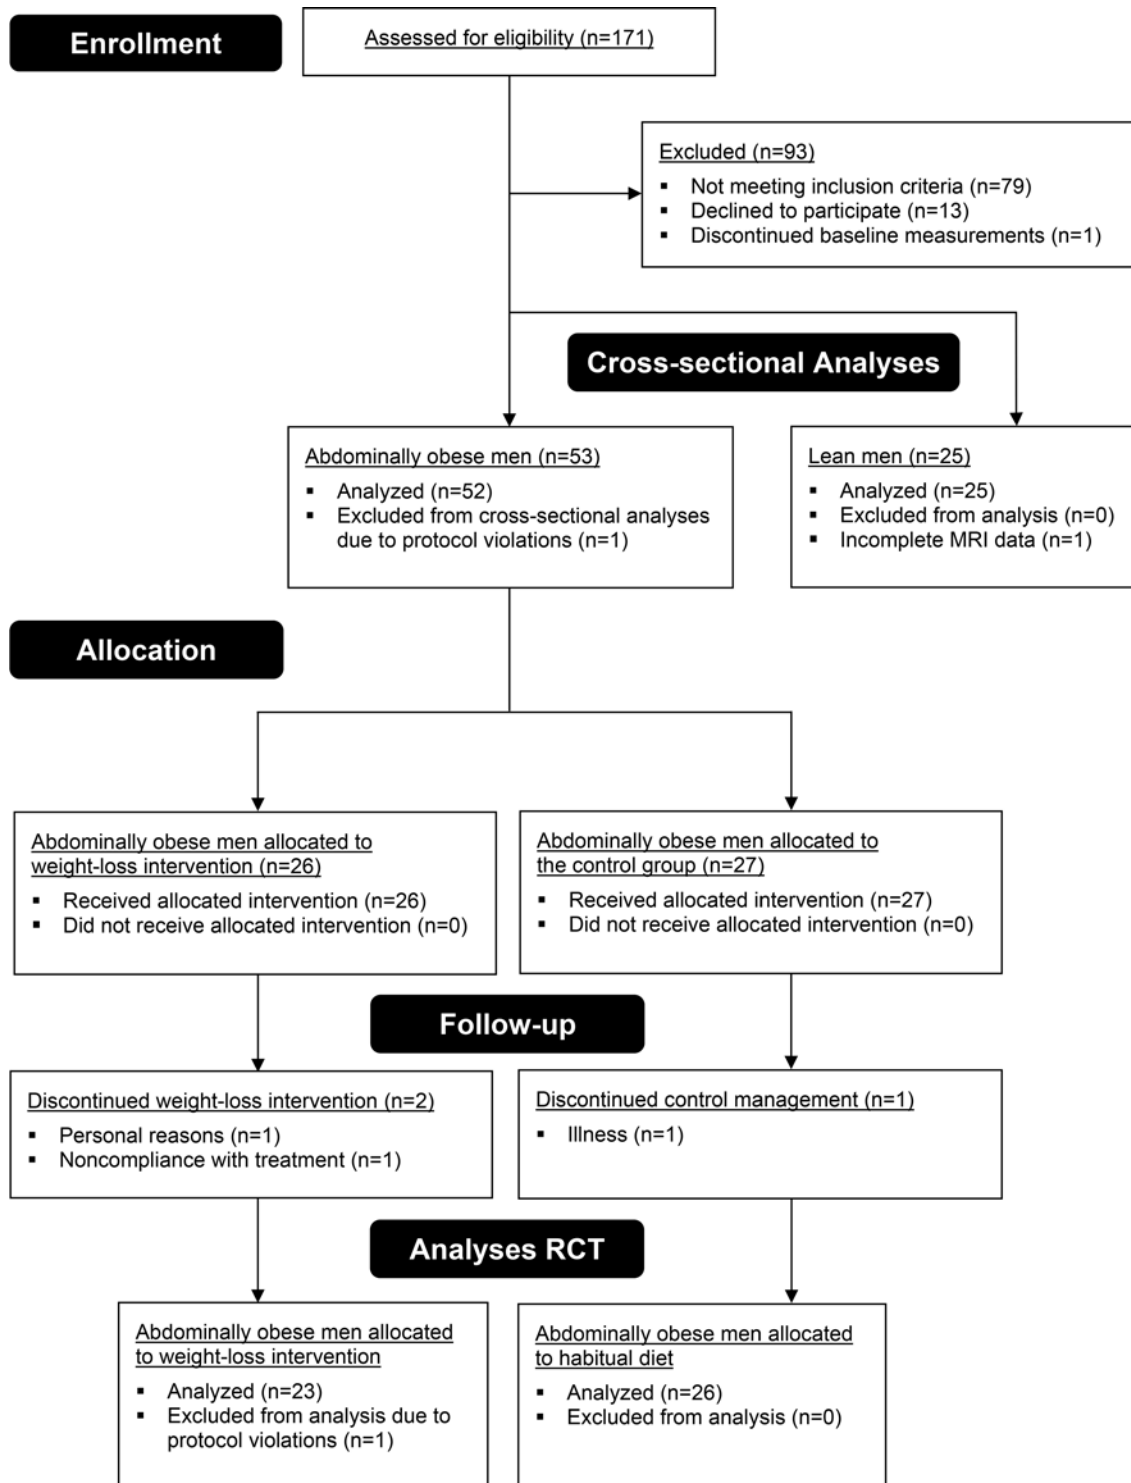 Enrollment
Assessed for eligibility (n=171)
Excluded (n=93)
▪ Not meeting inclusion criteria (n=79)
▪ Declined to participate (n=13)
▪ Discontinued baseline measurements (n=1)
Cross-sectional Analyses
Abdominally obese men (n=53)
▪ Analyzed (n=52)
▪ Excluded from cross-sectional analyses
due to protocol violations (n=1)
Lean men (n=25)
▪ Analyzed (n=25)
▪ Excluded from analysis (n=0)
▪ Incomplete MRI data (n=1)
Allocation
Abdominally obese men allocated to
weight-loss intervention (n=26)
▪ Received allocated intervention (n=26)
▪ Did not receive allocated intervention (n=0)
Abdominally obese men allocated to
the control group (n=27)
▪ Received allocated intervention (n=27)
▪ Did not receive allocated intervention (n=0)
Follow-up
Discontinued weight-loss intervention (n=2)
▪ Personal reasons (n=1)
▪ Noncompliance with treatment (n=1)
Discontinued control management (n=1)
▪ Illness (n=1)
Analyses RCT
Abdominally obese men allocated
to weight-loss intervention
▪ Analyzed (n=23)
▪ Excluded from analysis due to
protocol violations (n=1)
Abdominally obese men allocated
to habitual diet
▪ Analyzed (n=26)
▪ Excluded from analysis (n=0)